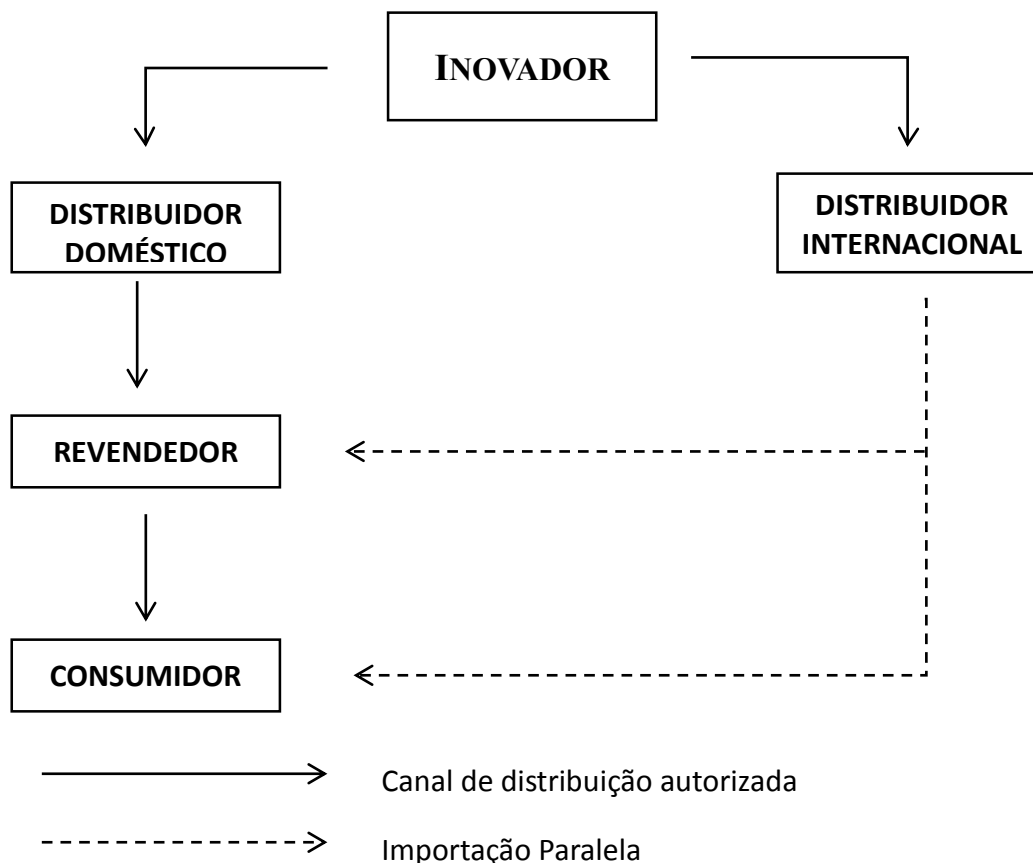 INOVADOR
DISTRIBUIDOR
DOMÉSTICO
DISTRIBUIDOR
INTERNACIONAL
REVENDEDOR
CONSUMIDOR
Canal de distribuição autorizada
Importação Paralela